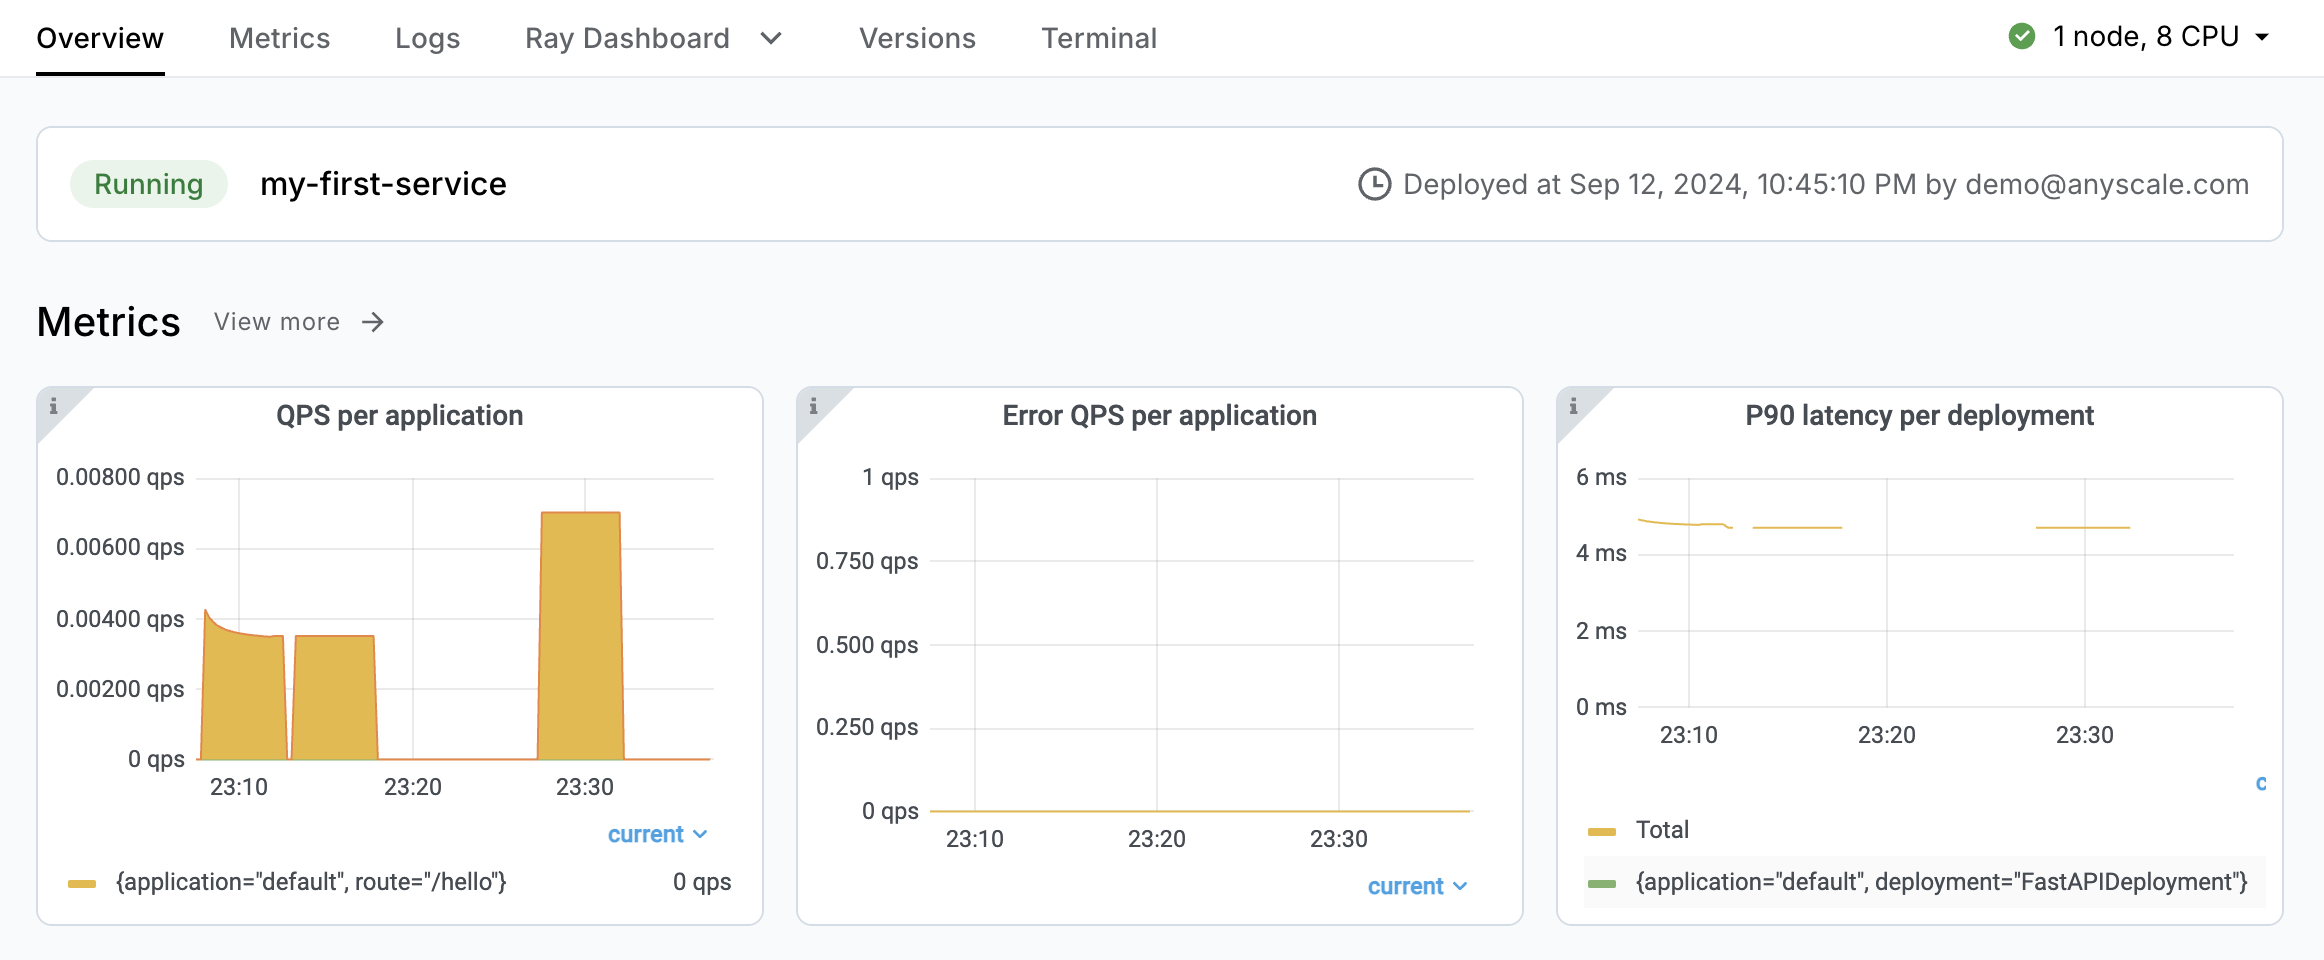 Overview Metrics Logs Ray Dashboard Versions Terminal 1 node, 8 CPU
Running my-first-service Deployed at Sep 12, 2024, 10:45:10 PM by demo@anyscale.com
Metrics View more
i QPS per application
0.00800 qps
0.00600 qps
0.00400 qps
0.00200 qps
0 qps
23:10 23:20 23:30
current
{application="default", route="/hello"} 0 qps
i Error QPS per application
1 qps
0.750 qps
0.500 qps
0.250 qps
0 qps
23:10 23:20 23:30
current
i P90 latency per deployment
6 ms
4 ms
2 ms
0 ms
23:10 23:20 23:30
Total
{application="default", deployment="FastAPIDeployment"}